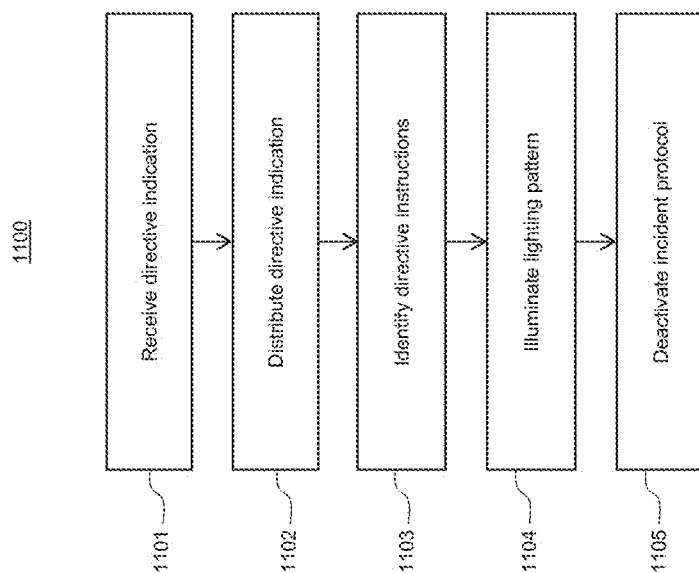 1100
Receive directive indication
1101
Distribute directive indication
1102
Identify directive instructions
1103
Illuminate lighting pattern
1104
Deactivate incident protocol
1105